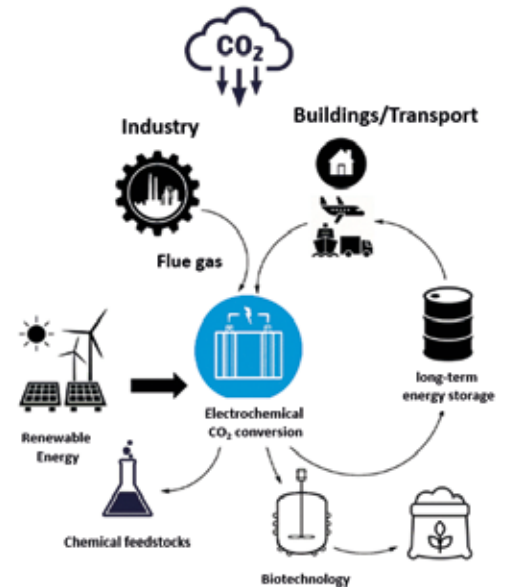 CO₂
Industry
Buildings/Transport
Flue gas
Electrochemical
CO₂ conversion
long-term
energy storage
Renewable
Energy
Chemical feedstocks
Biotechnology